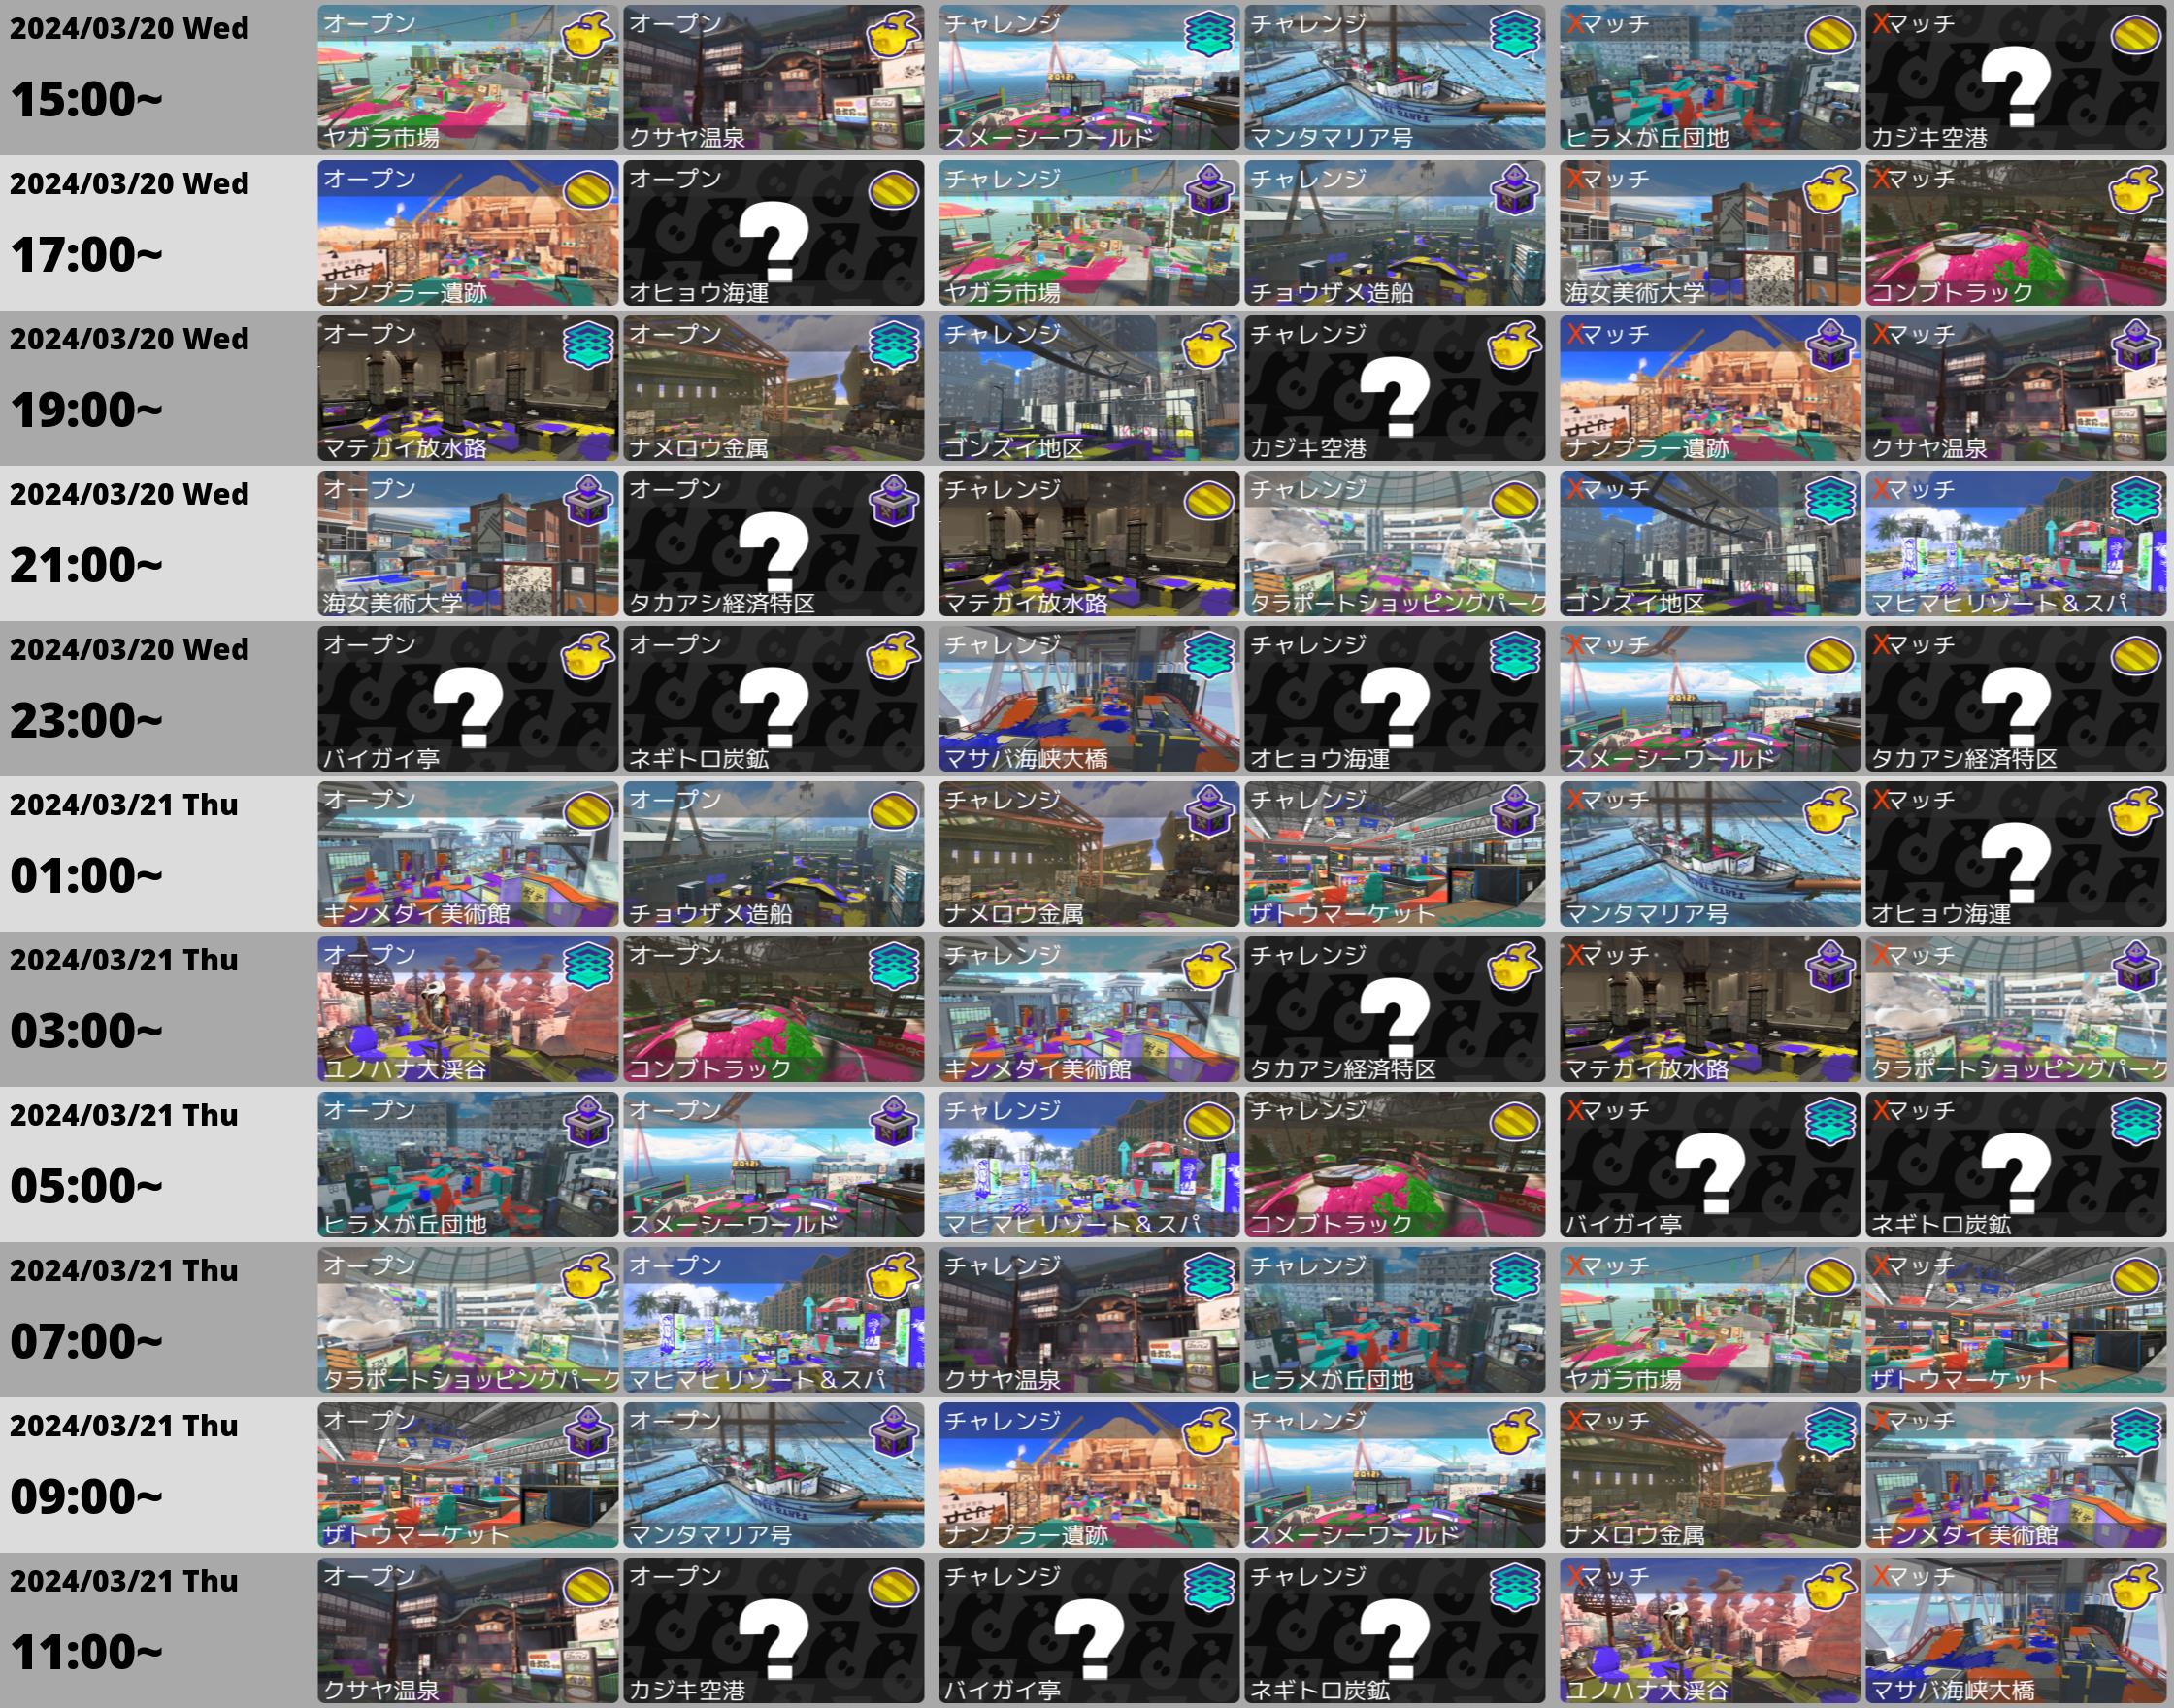 2024/03/20 Wed
15:00~
オープン
ヤガラ市場
オープン
クサヤ温泉
チャレンジ
スメーシーワールド
チャレンジ
マンタマリア号
Xマッチ
ヒラメが丘団地
Xマッチ
?
カジキ空港
2024/03/20 Wed
17:00~
オープン
ナンプラー遺跡
オープン
?
オヒョウ海運
チャレンジ
ヤガラ市場
チャレンジ
チョウザメ造船
Xマッチ
海女美術大学
Xマッチ
コンブトラック
2024/03/20 Wed
19:00~
オープン
マテガイ放水路
オープン
ナメロウ金属
チャレンジ
ゴンズイ地区
チャレンジ
?
カジキ空港
Xマッチ
ナンプラー遺跡
Xマッチ
クサヤ温泉
2024/03/20 Wed
21:00~
オープン
海女美術大学
オープン
?
タカアシ経済特区
チャレンジ
マテガイ放水路
チャレンジ
タラポートショッピングパーク
Xマッチ
ゴンズイ地区
Xマッチ
マヒマヒリゾート&スパ
2024/03/20 Wed
23:00~
オープン
?
バイガイ亭
オープン
?
ネギトロ炭鉱
チャレンジ
マサバ海峡大橋
チャレンジ
?
オヒョウ海運
Xマッチ
スメーシーワールド
Xマッチ
?
タカアシ経済特区
2024/03/21 Thu
01:00~
オープン
キンメダイ美術館
オープン
チョウザメ造船
チャレンジ
ナメロウ金属
チャレンジ
ザトウマーケット
Xマッチ
マンタマリア号
Xマッチ
?
オヒョウ海運
2024/03/21 Thu
03:00~
オープン
ユノハナ大渓谷
オープン
コンブトラック
チャレンジ
キンメダイ美術館
チャレンジ
?
タカアシ経済特区
Xマッチ
マテガイ放水路
Xマッチ
タラポートショッピングパーク
2024/03/21 Thu
05:00~
オープン
ヒラメが丘団地
オープン
スメーシーワールド
チャレンジ
マヒマヒリゾート&スパ
チャレンジ
コンブトラック
Xマッチ
?
バイガイ亭
Xマッチ
?
ネギトロ炭鉱
2024/03/21 Thu
07:00~
オープン
タラポートショッピングパーク
オープン
マヒマヒリゾート&スパ
チャレンジ
クサヤ温泉
チャレンジ
ヒラメが丘団地
Xマッチ
ヤガラ市場
Xマッチ
ザトウマーケット
2024/03/21 Thu
09:00~
オープン
ザトウマーケット
オープン
マンタマリア号
チャレンジ
ナンプラー遺跡
チャレンジ
スメーシーワールド
Xマッチ
ナメロウ金属
Xマッチ
キンメダイ美術館
2024/03/21 Thu
11:00~
オープン
クサヤ温泉
オープン
?
カジキ空港
チャレンジ
?
バイガイ亭
チャレンジ
?
ネギトロ炭鉱
Xマッチ
ユノハナ大渓谷
Xマッチ
マサバ海峡大橋